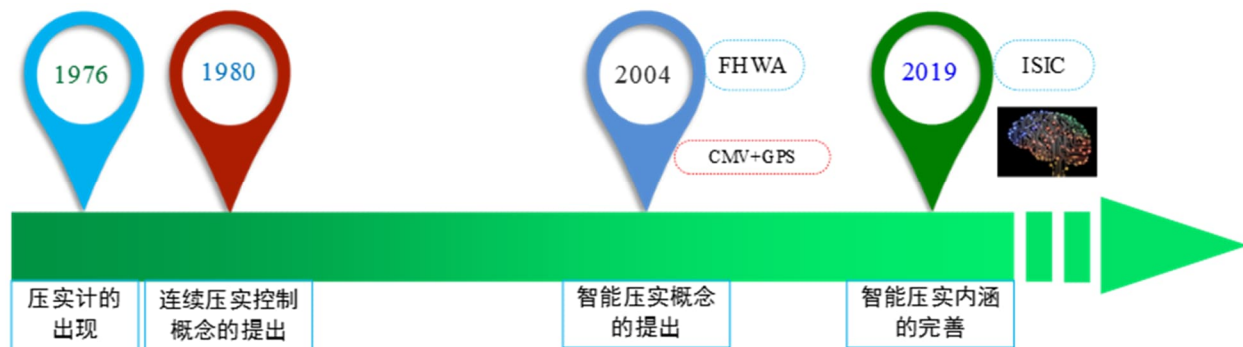 1976
1980
2004
FHWA
CMV+GPS
2019
ISIC
压实计的
出现
连续压实控制
概念的提出
智能压实概念
的提出
智能压实内涵
的完善